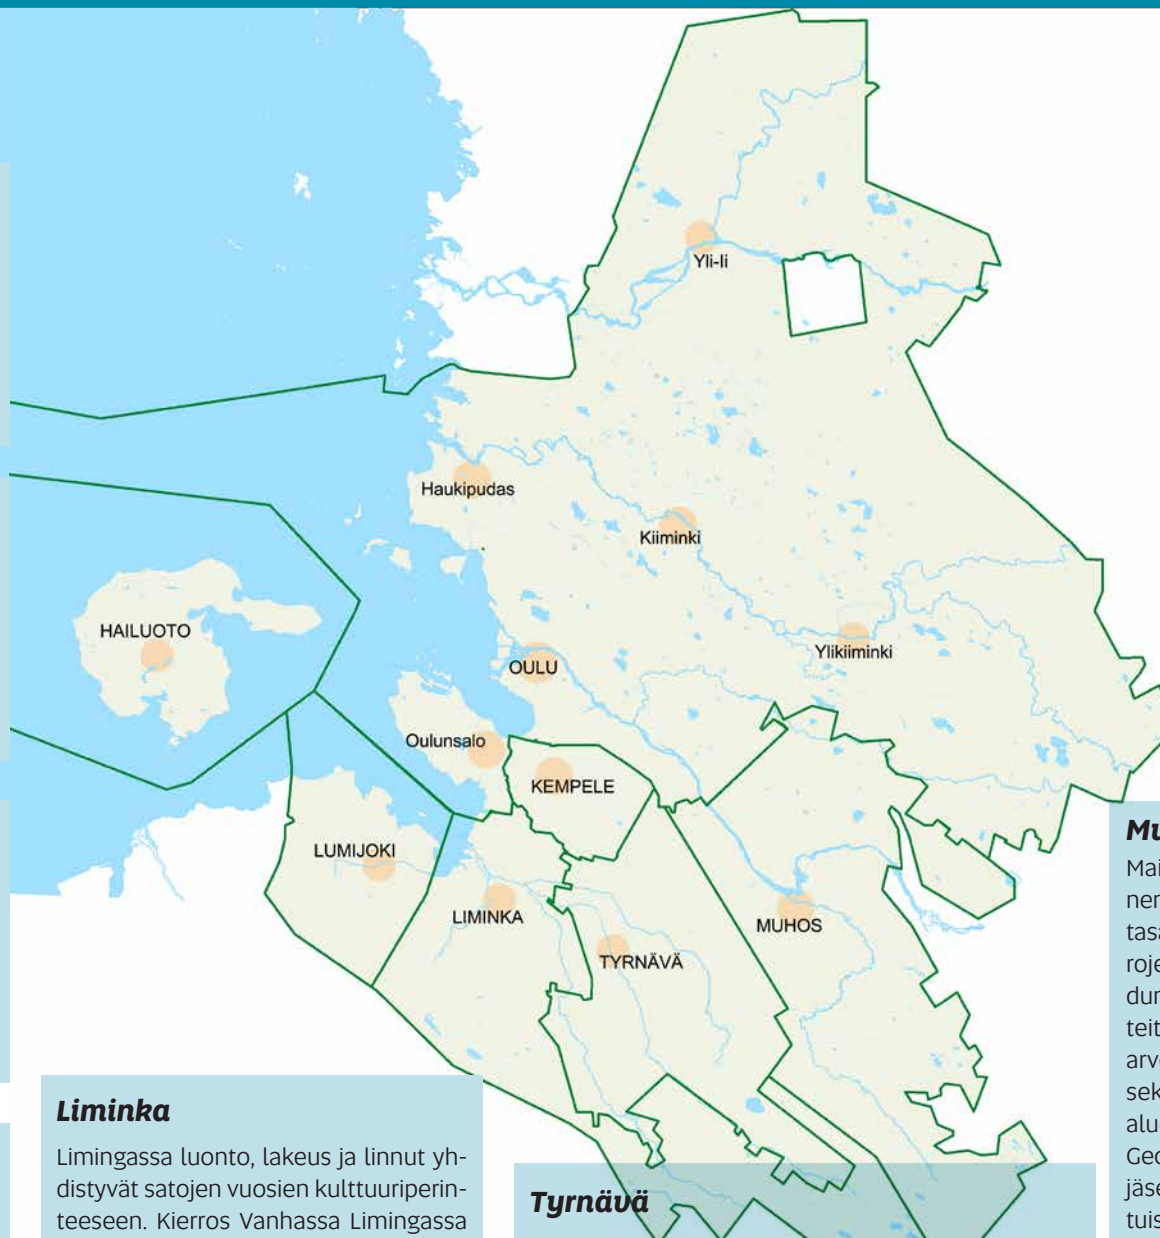 Yli-Ii
Haukipudas
Kiiminki
HAILUOTO
Ylikiiminki
OULU
Oulunsalo
KEMPELE
LUMIJOKI
LIMINKA
MUHOS
TYRNÄVÄ
Liminka
Limingassa luonto, lakeus ja linnut yh-
distyvät satojen vuosien kulttuuriperin-
teeseen. Kierros Vanhassa Limingassa
Tyrnävä